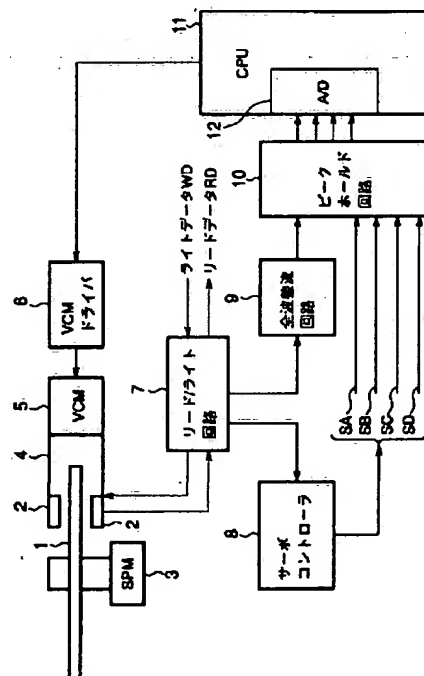 11
CPU
12
A/D
6
VCM
ドライバ
ライトデータWD
リードデータRD
10
ピーク
ホールド
回路
9
全波整流
回路
5
VCM
4
7
リード/ライト
回路
SA
SB
SC
SD
2
2
1
3
SPM
8
サーボ
コントローラ